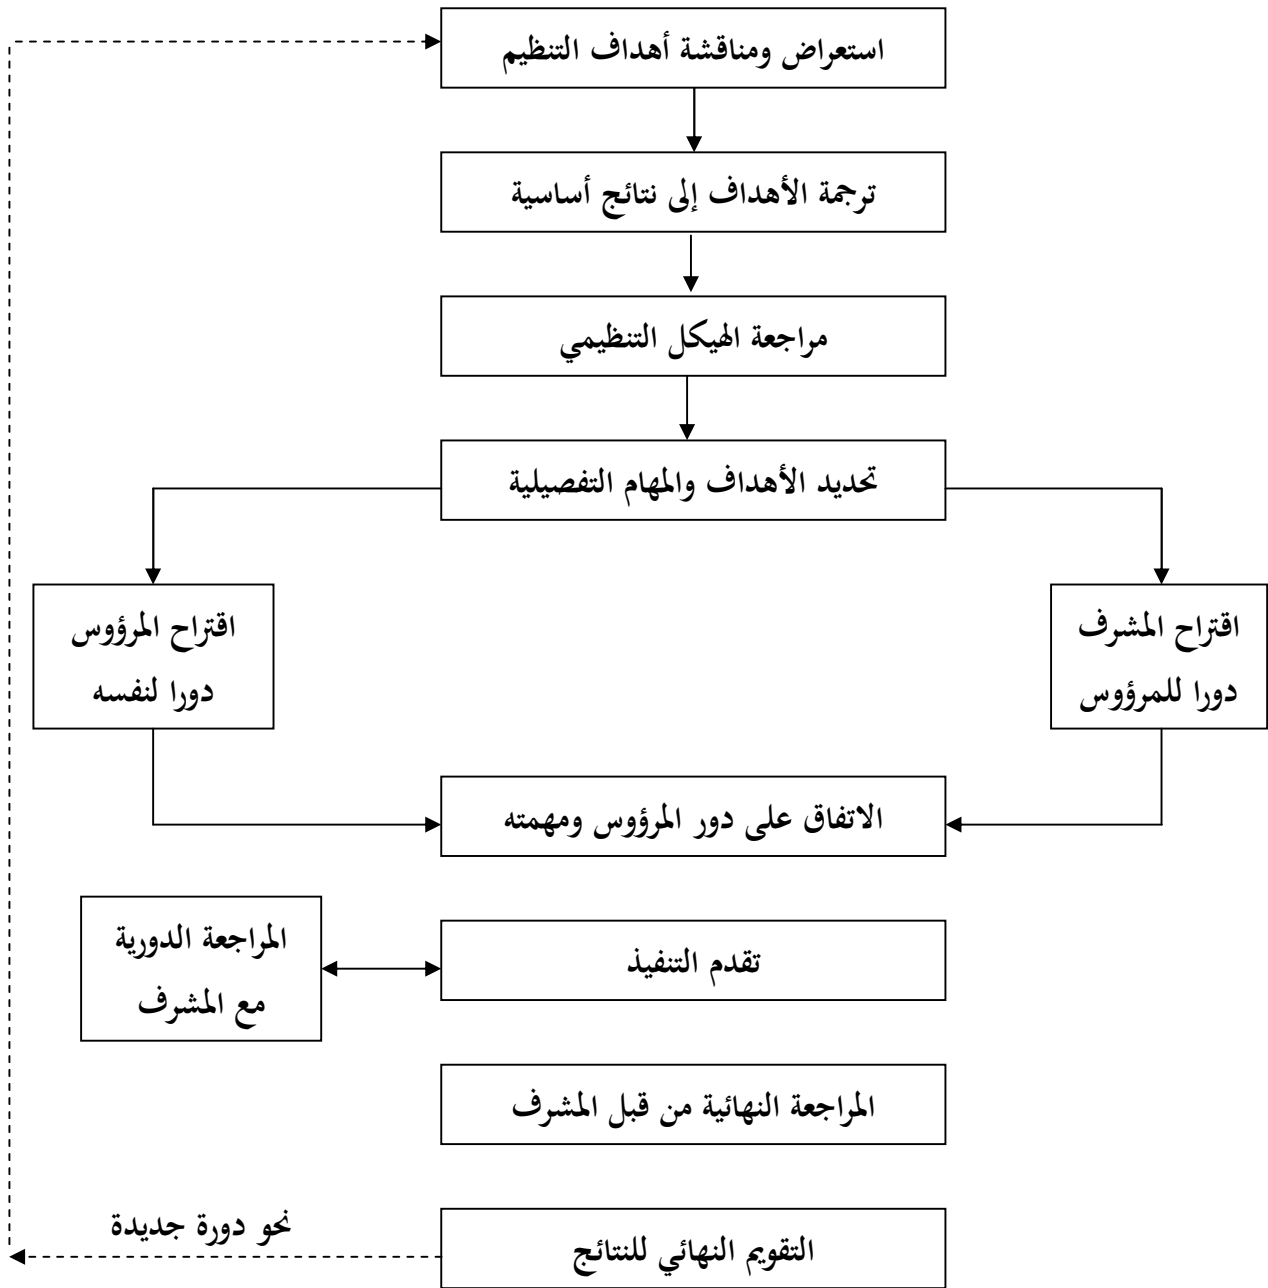 استعراض ومناقشة أهداف التنظيم
ترجمة الأهداف إلى نتائج أساسية
مراجعة الهيكل التنظيمي
تحديد الأهداف والمهام التفصيلية
اقتراح المشرف
دورا للمرؤوس
اقتراح المرؤوس
دورا لنفسه
الاتفاق على دور المرؤوس ومهمته
تقدم التنفيذ
المراجعة الدورية
مع المشرف
المراجعة النهائية من قبل المشرف
التقويم النهائي للنتائج
نحو دورة جديدة